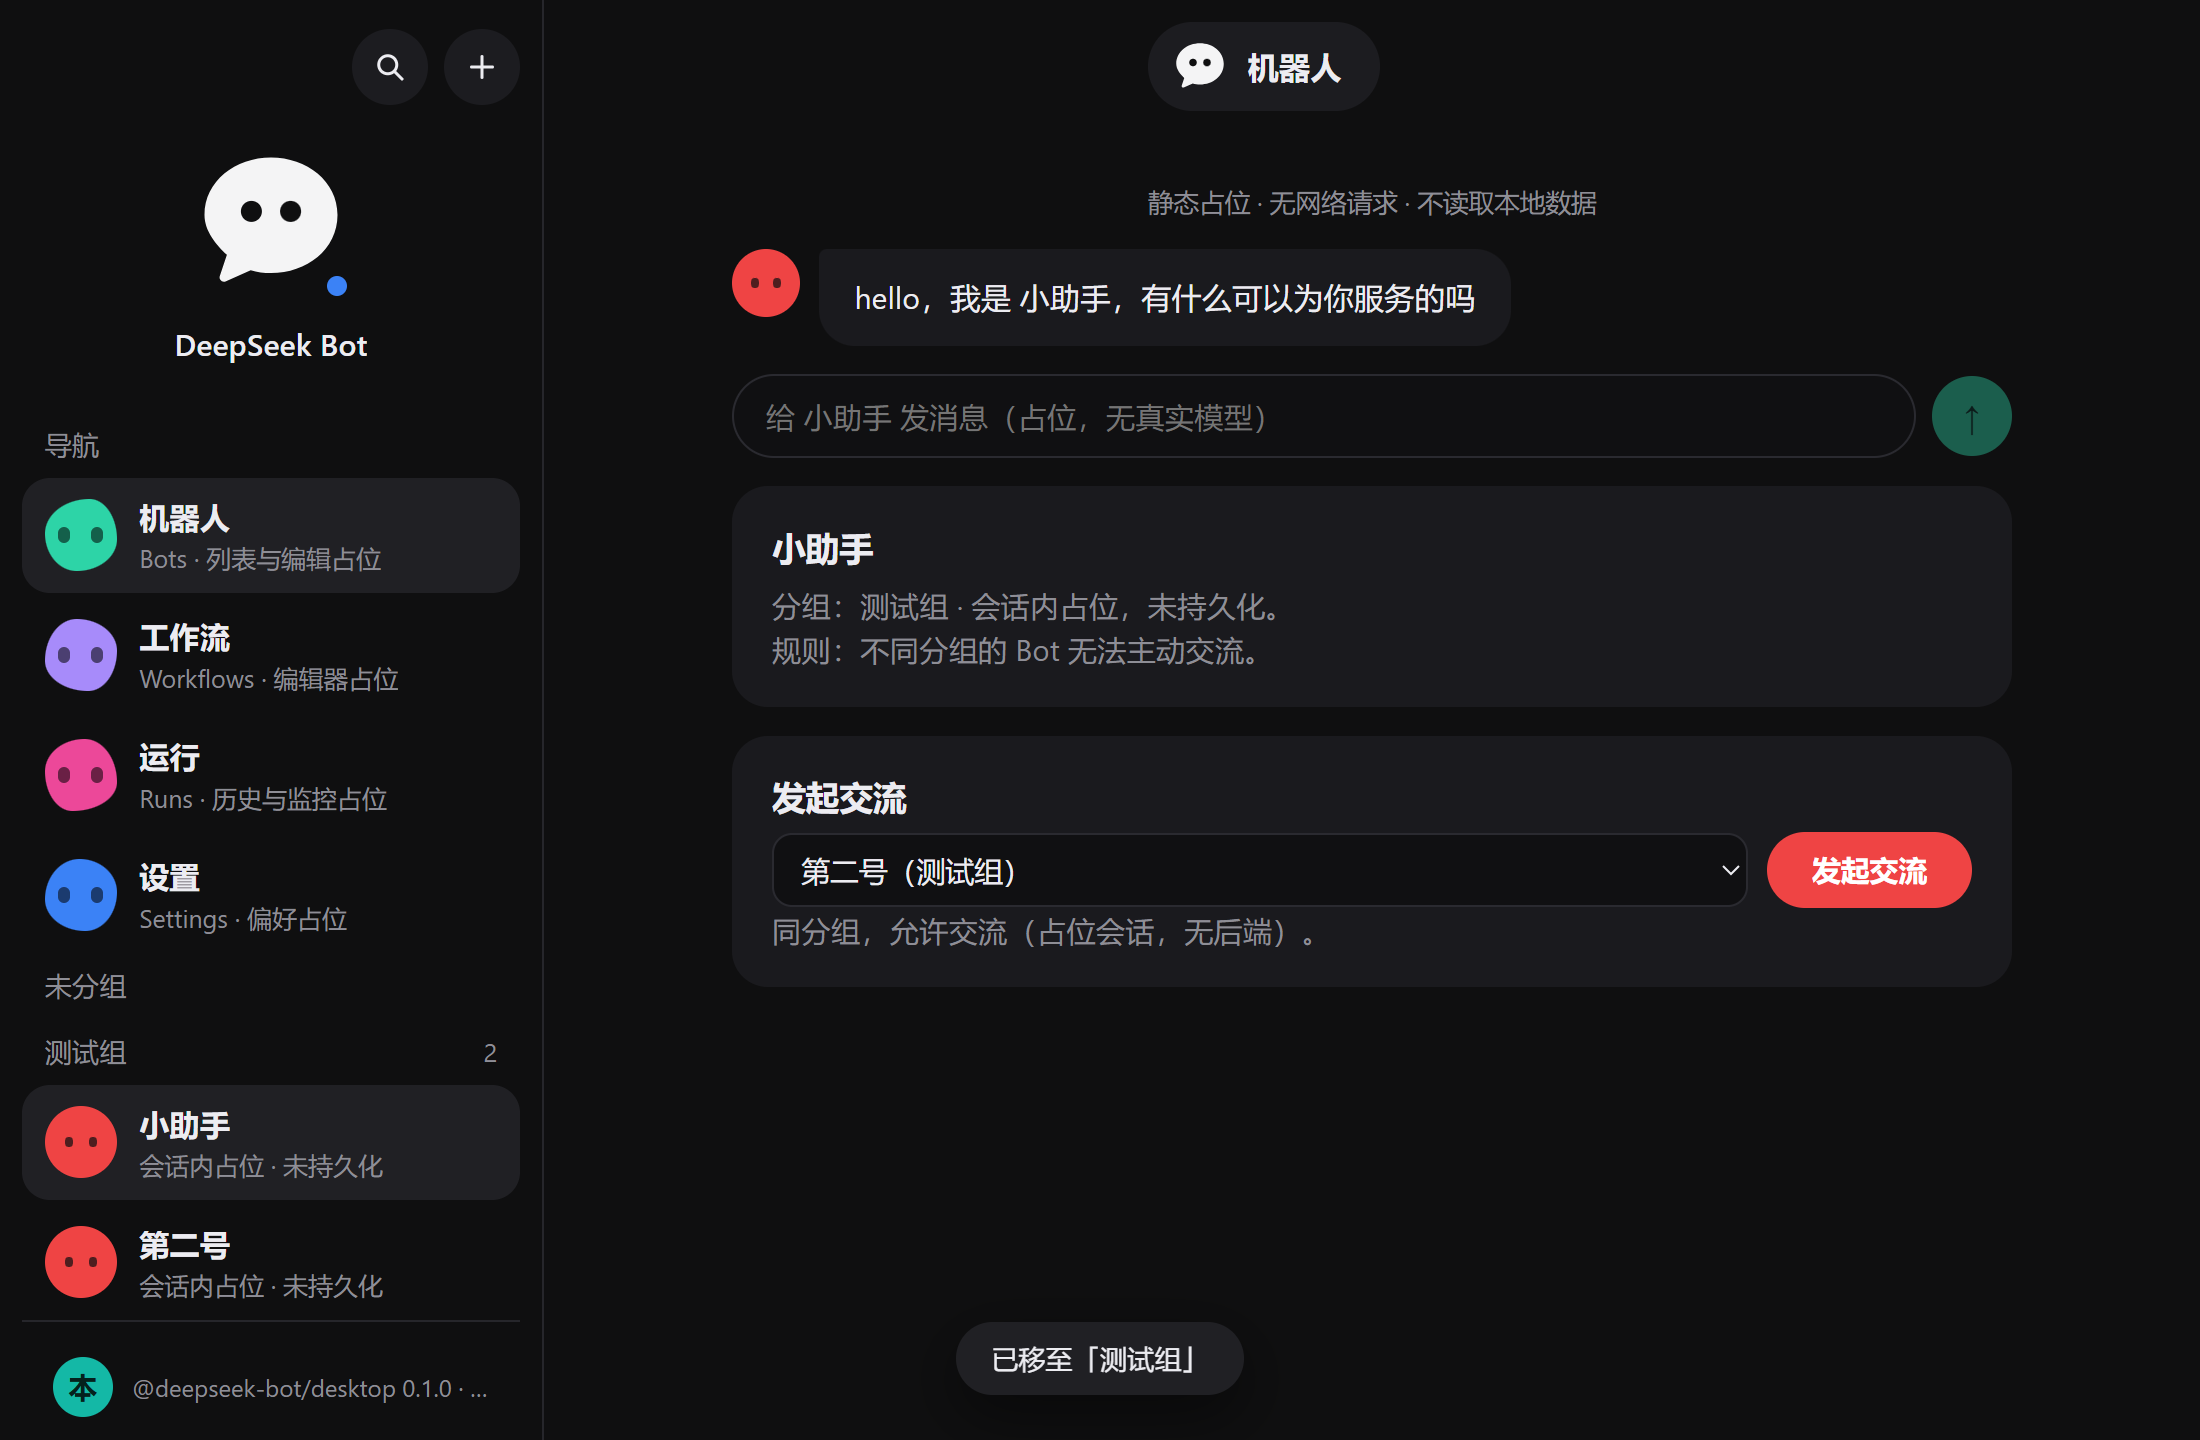 DeepSeek Bot
导航
机器人
Bots · 列表与编辑占位
工作流
Workflows · 编辑器占位
运行
Runs · 历史与监控占位
设置
Settings · 偏好占位
未分组
测试组 2
小助手
会话内占位 · 未持久化
第二号
会话内占位 · 未持久化
本 @deepseek-bot/desktop 0.1.0 · ...
机器人
静态占位 · 无网络请求 · 不读取本地数据
hello，我是 小助手，有什么可以为你服务的吗
给 小助手 发消息（占位，无真实模型）
↑
小助手
分组：测试组 · 会话内占位，未持久化。
规则：不同分组的 Bot 无法主动交流。
发起交流
第二号（测试组） 发起交流
同分组，允许交流（占位会话，无后端）。
已移至「测试组」